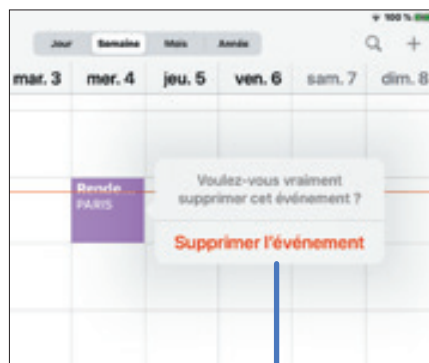 100 %
Jour Semaine Mois Année
mar. 3 mer. 4 jeu. 5 ven. 6 sam. 7 dim. 8
Rende...
PARIS
Voulez-vous vraiment
supprimer cet événement ?
Supprimer l'événement